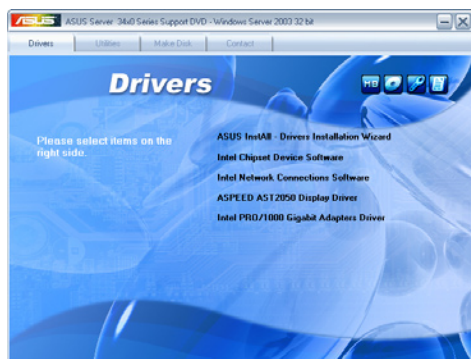 ASUS
ASUS Server 34x0 Series Support DVD - Windows Server 2003 32 bit
Drivers
Utilities
Make Disk
Contact
Drivers
Please select items on the
right side.
ASUS InstAll - Drivers Installation Wizard
Intel Chipset Device Software
Intel Network Connections Software
ASPEED AST2050 Display Driver
Intel PRO/1000 Gigabit Adapters Driver